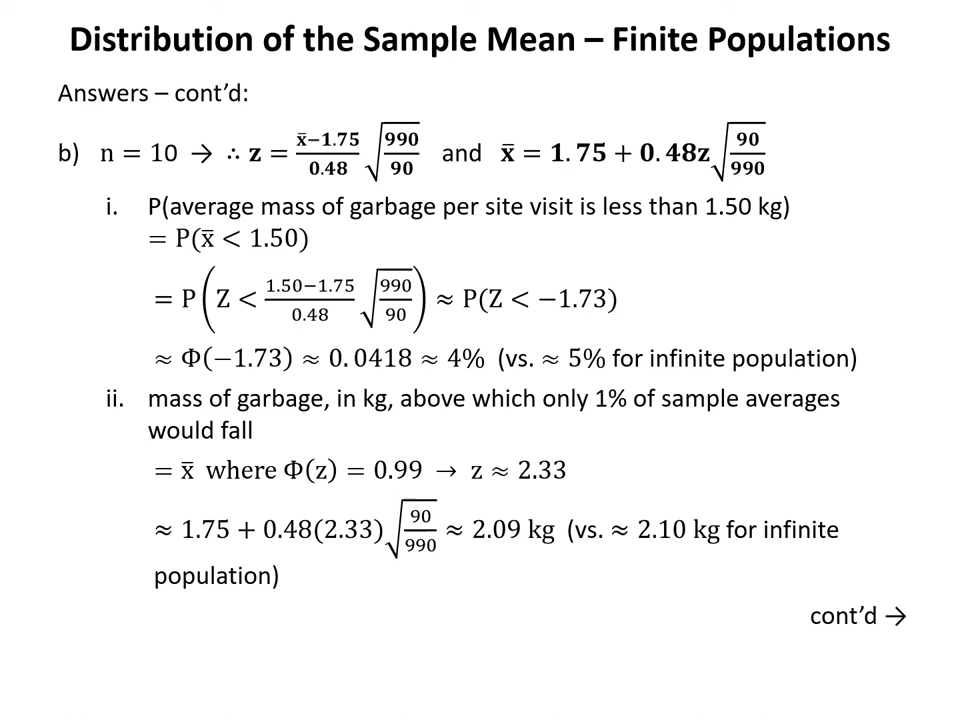 Distribution of the Sample Mean – Finite Populations
Answers – cont’d:
b) n = 10 → ∴ z = (x̄−1.75)/0.48 √(990/90) and x̄ = 1.75 + 0.48z√(90/990)
i. P(average mass of garbage per site visit is less than 1.50 kg)
= P(x̄ < 1.50)
= P(Z < (1.50−1.75)/0.48 √(990/90)) ≈ P(Z < −1.73)
≈ Φ(−1.73) ≈ 0.0418 ≈ 4% (vs. ≈ 5% for infinite population)
ii. mass of garbage, in kg, above which only 1% of sample averages
would fall
= x̄ where Φ(z) = 0.99 → z ≈ 2.33
≈ 1.75 + 0.48(2.33)√(90/990) ≈ 2.09 kg (vs. ≈ 2.10 kg for infinite
population)
cont’d →